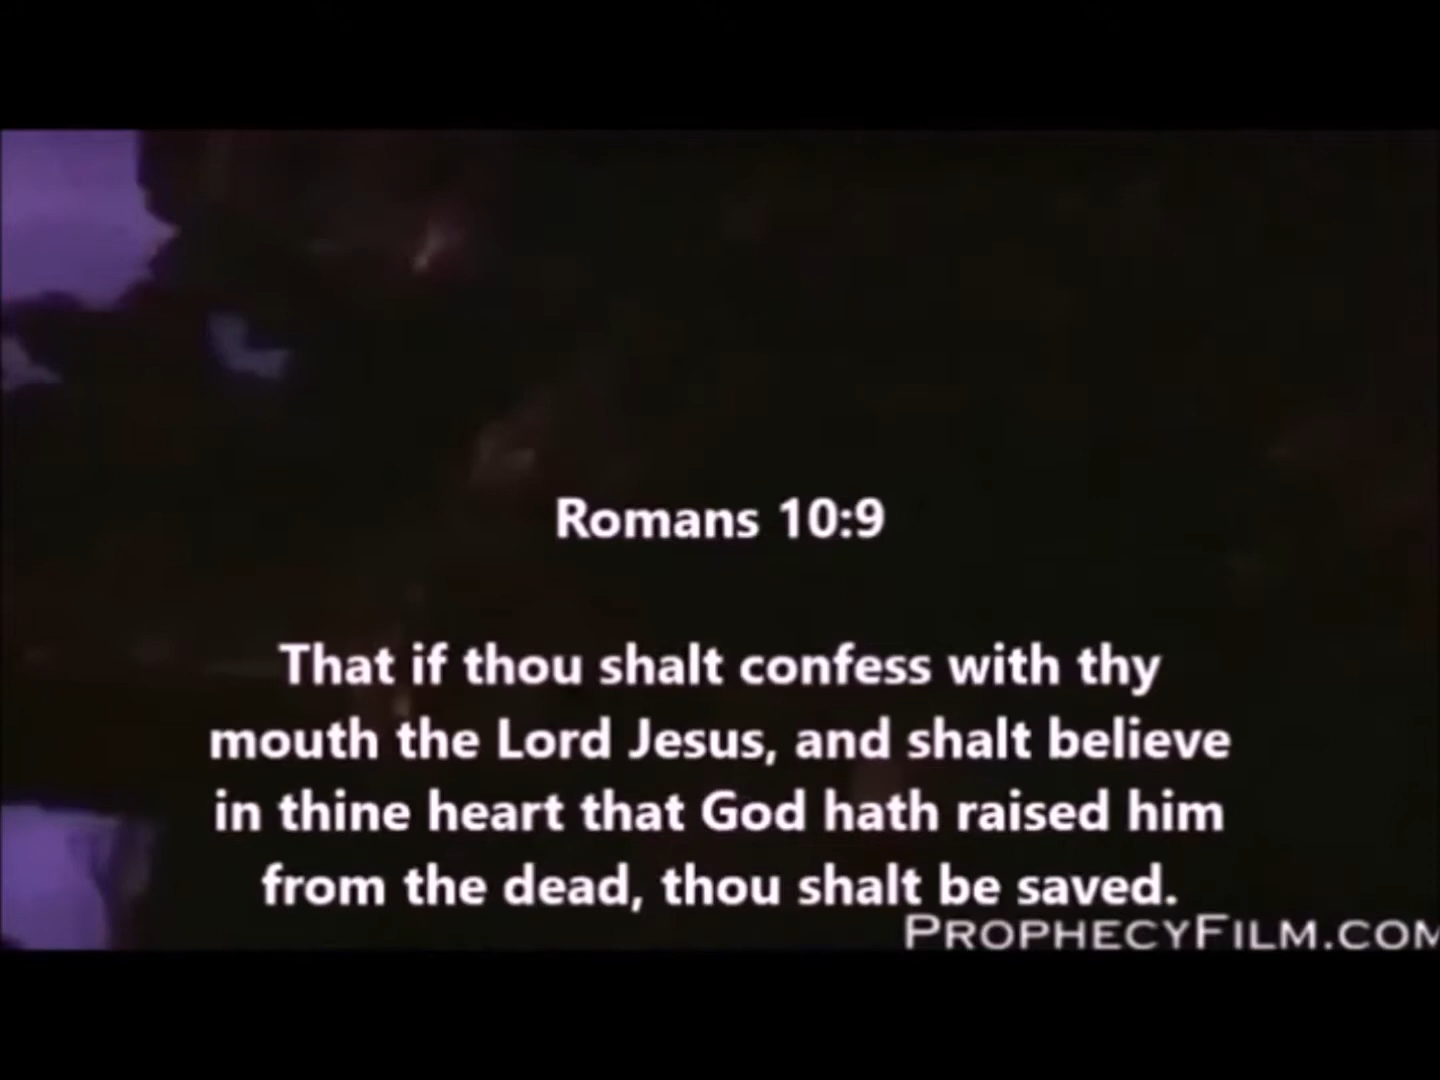 Romans 10:9
That if thou shalt confess with thy
mouth the Lord Jesus, and shalt believe
in thine heart that God hath raised him
from the dead, thou shalt be saved.
PROPHECYFILM.COM